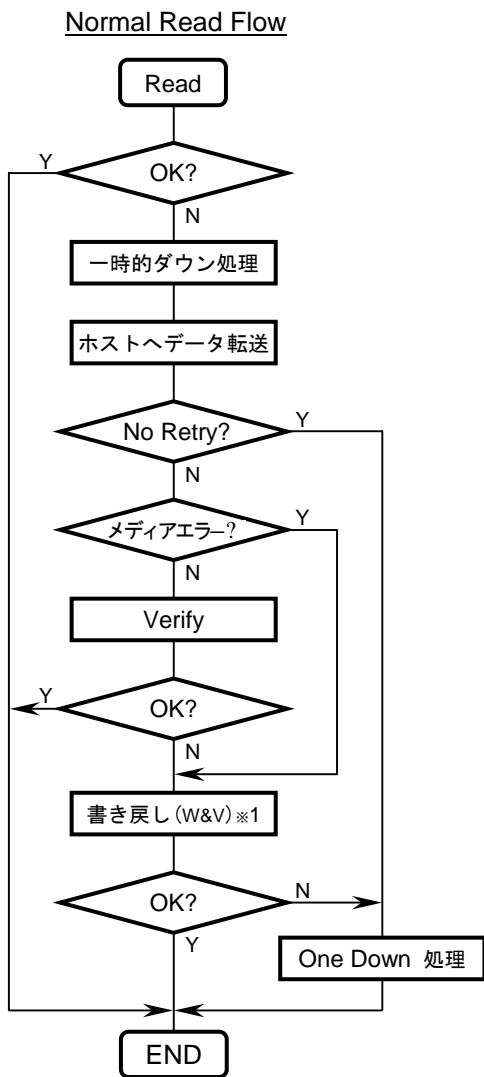 Normal Read Flow
Read
Y
OK?
N
一時的ダウン処理
ホストへデータ転送
No Retry?
Y
N
メディアエラー?
Y
N
Verify
Y
OK?
N
書き戻し(W&V)※1
OK?
N
Y
One Down 処理
END